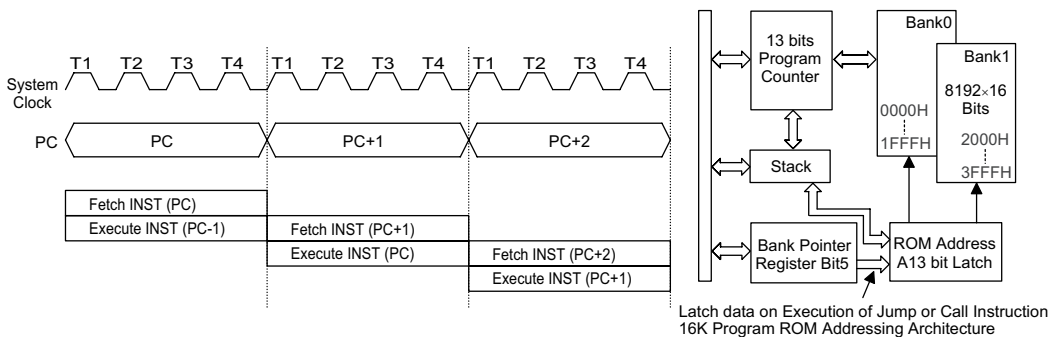 T1 T2 T3 T4 T1 T2 T3 T4 T1 T2 T3 T4
System
Clock
PC PC PC+1 PC+2
Fetch INST (PC)
Execute INST (PC-1) Fetch INST (PC+1)
Execute INST (PC) Fetch INST (PC+2)
Execute INST (PC+1)
13 bits
Program
Counter
Bank0
0000H
1FFFH
Bank1
8192×16
Bits
2000H
3FFFH
Stack
Bank Pointer
Register Bit5
ROM Address
A13 bit Latch
Latch data on Execution of Jump or Call Instruction
16K Program ROM Addressing Architecture